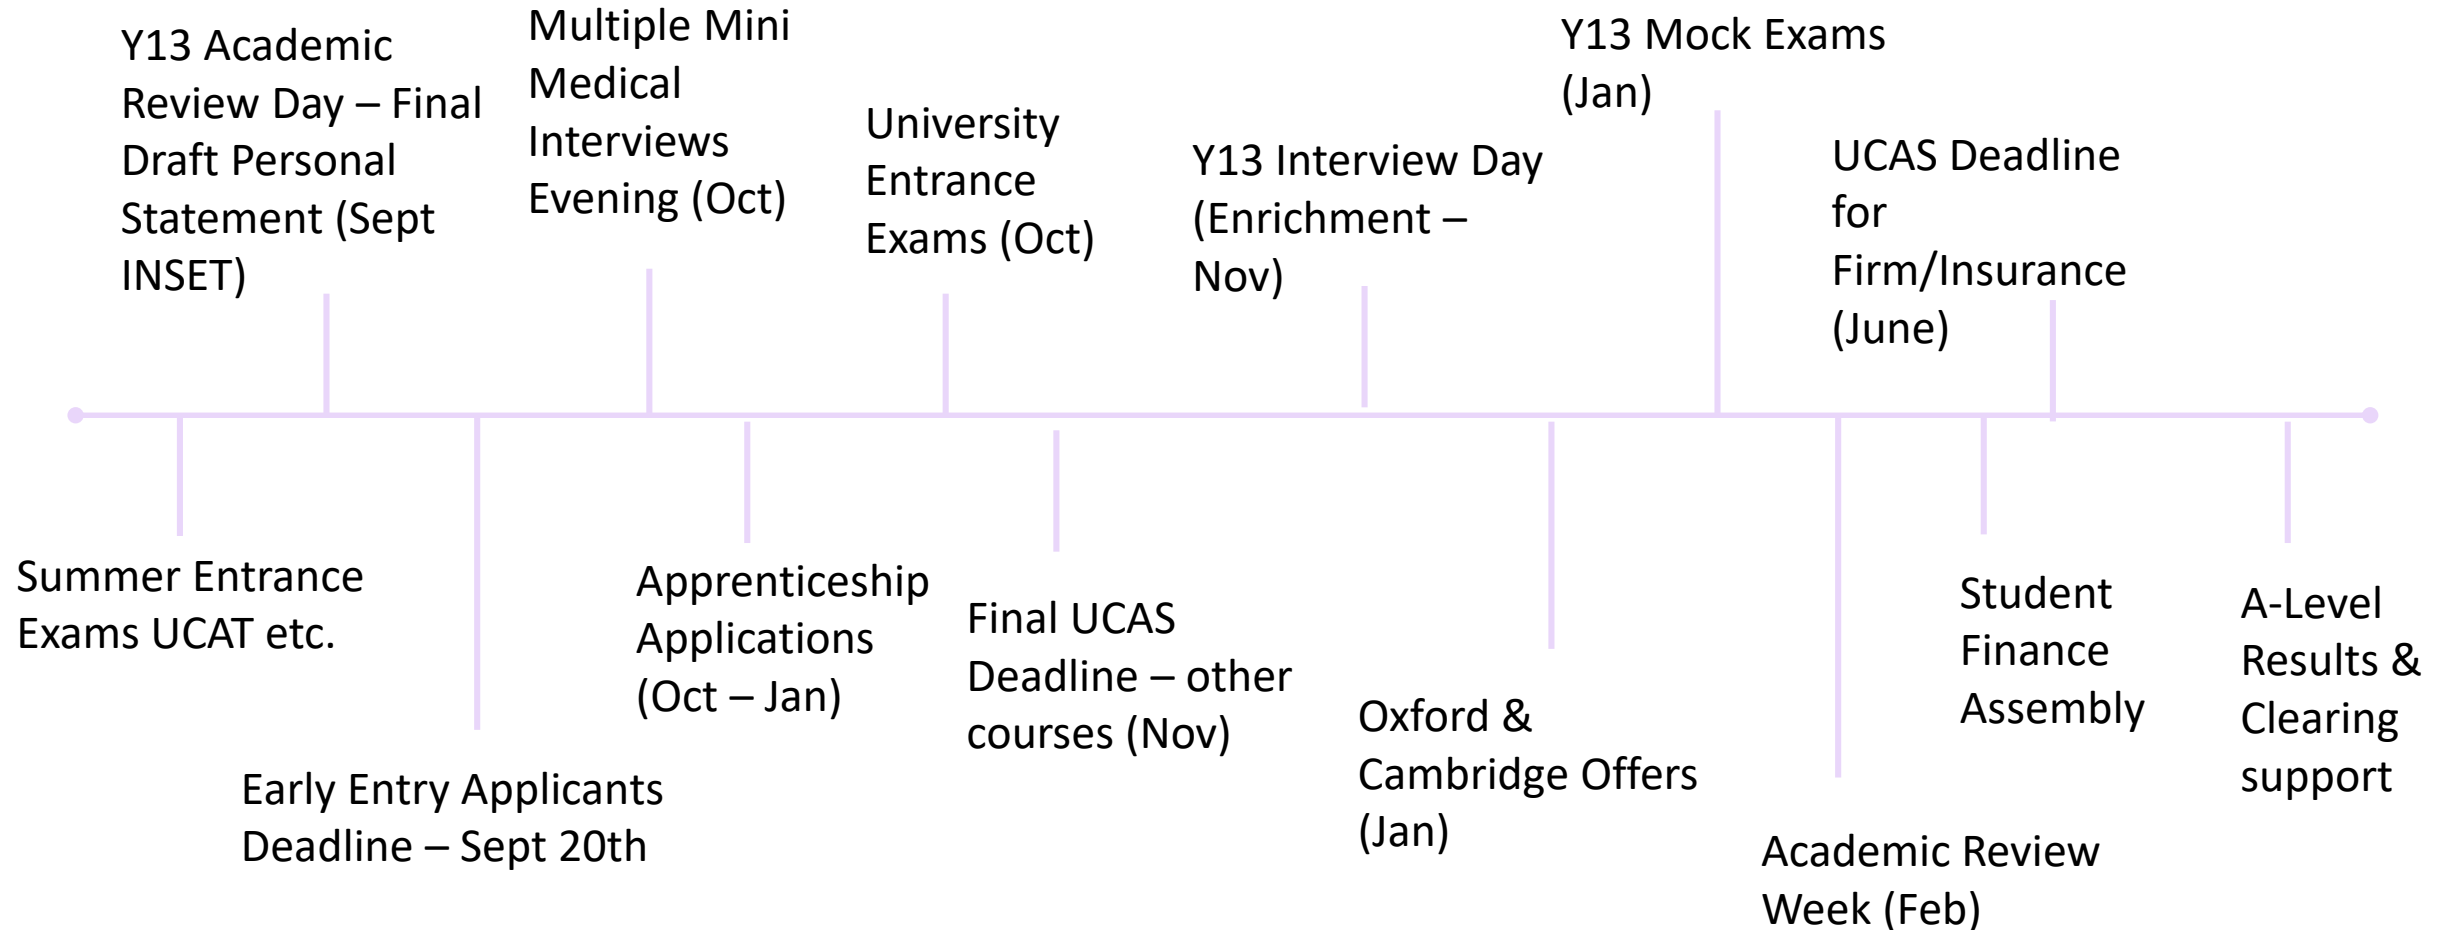 Y13 Academic
Review Day – Final
Draft Personal
Statement (Sept
INSET)
Multiple Mini
Medical
Interviews
Evening (Oct)
University
Entrance
Exams (Oct)
Y13 Interview Day
(Enrichment –
Nov)
Y13 Mock Exams
(Jan)
UCAS Deadline
for
Firm/Insurance
(June)
Summer Entrance
Exams UCAT etc.
Early Entry Applicants
Deadline – Sept 20th
Apprenticeship
Applications
(Oct – Jan)
Final UCAS
Deadline – other
courses (Nov)
Oxford &
Cambridge Offers
(Jan)
Academic Review
Week (Feb)
Student
Finance
Assembly
A-Level
Results &
Clearing
support